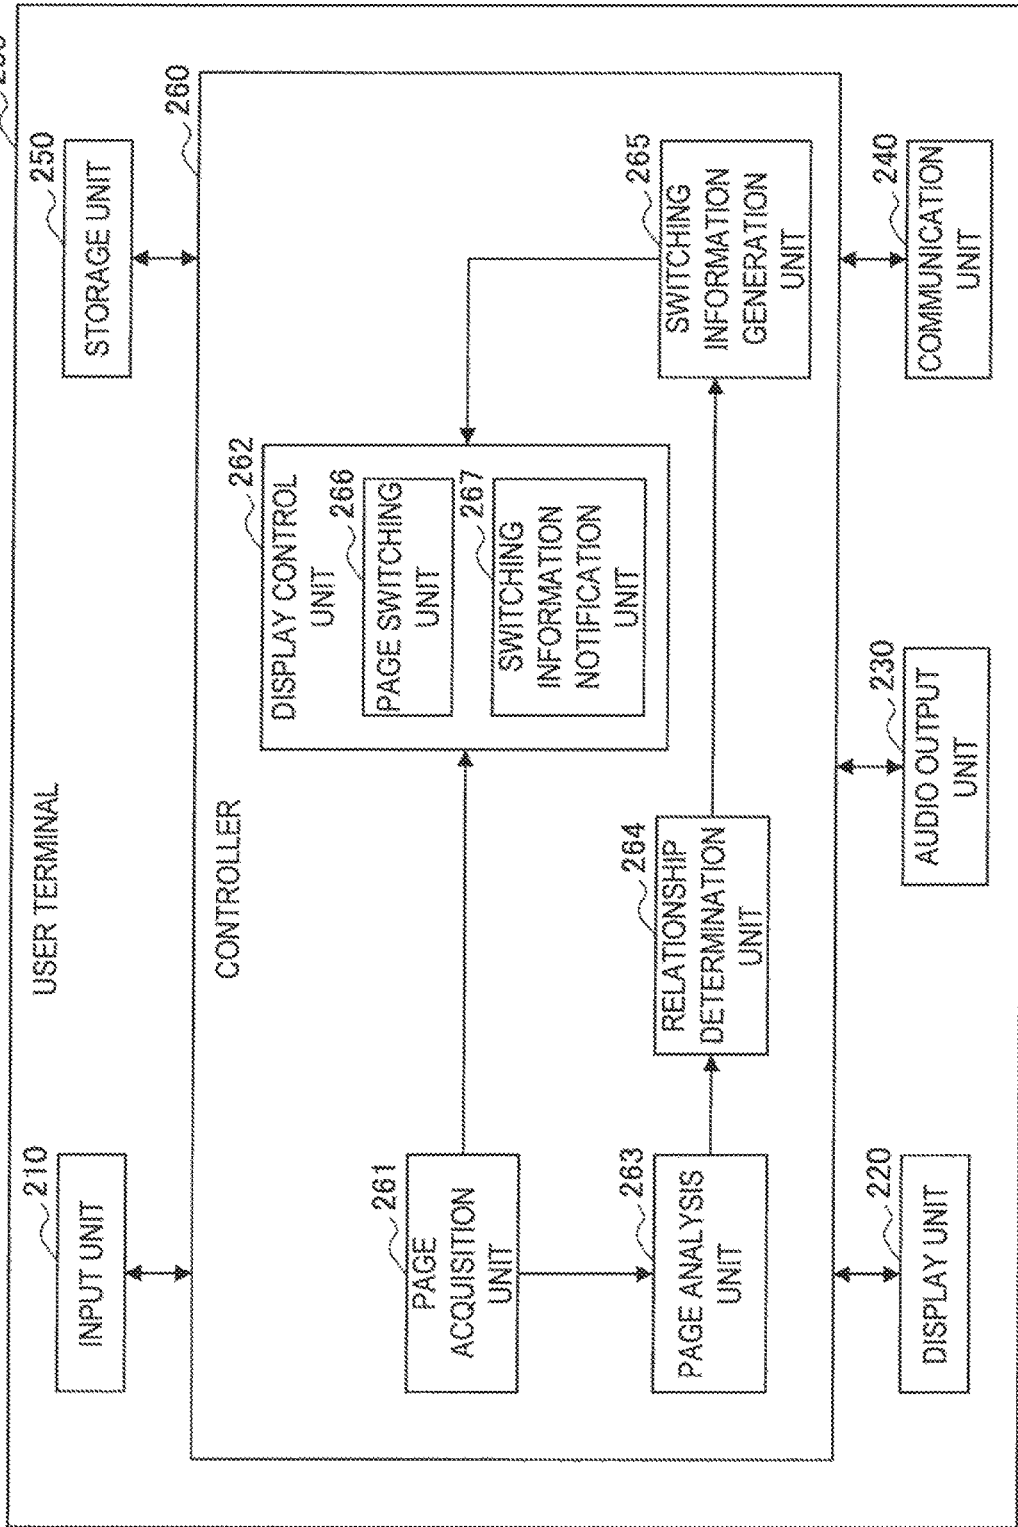 USER TERMINAL
210
INPUT UNIT
250
STORAGE UNIT
260
CONTROLLER
261
PAGE
ACQUISITION
UNIT
262
DISPLAY CONTROL
UNIT
266
PAGE SWITCHING
UNIT
267
SWITCHING
INFORMATION
NOTIFICATION
UNIT
263
PAGE ANALYSIS
UNIT
264
RELATIONSHIP
DETERMINATION
UNIT
265
SWITCHING
INFORMATION
GENERATION
UNIT
220
DISPLAY UNIT
230
AUDIO OUTPUT
UNIT
240
COMMUNICATION
UNIT